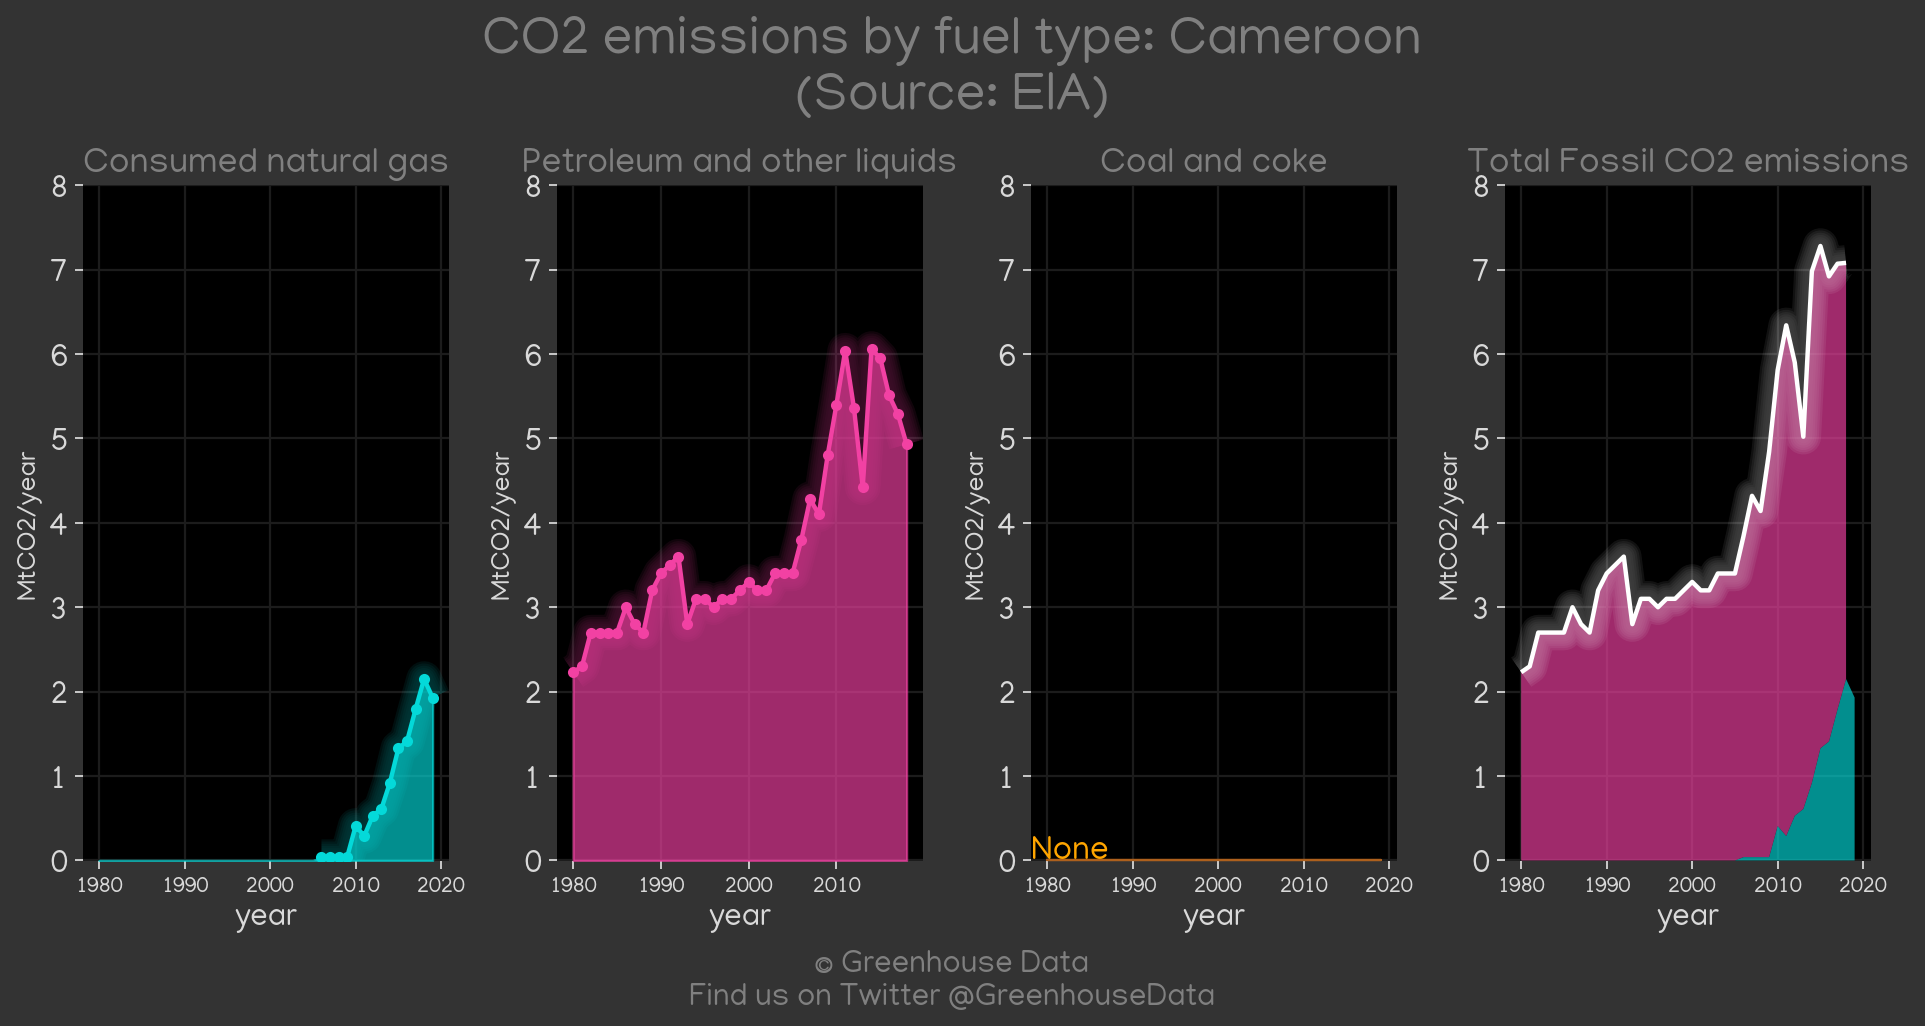 CO2 emissions by fuel type: Cameroon
(Source: EIA)
Consumed natural gas
8
7
6
5
4
3
2
1
0
MtCO2/year
1980 1990 2000 2010 2020
year
Petroleum and other liquids
8
7
6
5
4
3
2
1
0
MtCO2/year
1980 1990 2000 2010
year
Coal and coke
8
7
6
5
4
3
2
1
0
MtCO2/year
None
1980 1990 2000 2010 2020
year
Total Fossil CO2 emissions
8
7
6
5
4
3
2
1
0
MtCO2/year
1980 1990 2000 2010 2020
year
© Greenhouse Data
Find us on Twitter @GreenhouseData